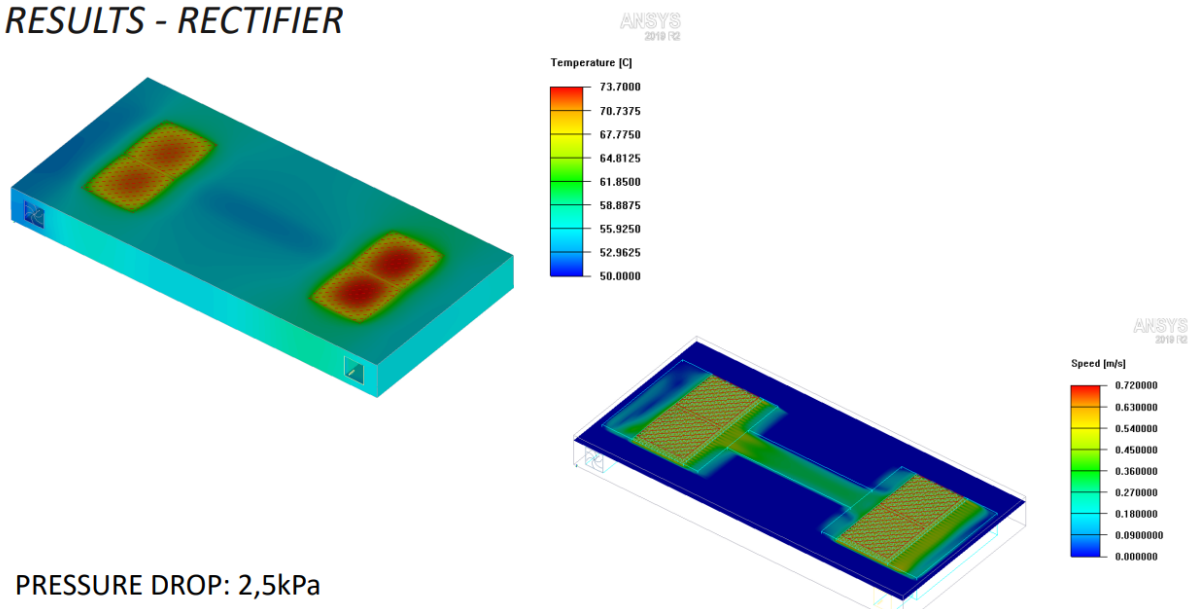 RESULTS - RECTIFIER
ANSYS
2019 R2
Temperature [C]
73.7000
70.7375
67.7750
64.8125
61.8500
58.8875
55.9250
52.9625
50.0000
ANSYS
2019 R2
Speed [m/s]
0.720000
0.630000
0.540000
0.450000
0.360000
0.270000
0.180000
0.0900000
0.000000
PRESSURE DROP: 2,5kPa